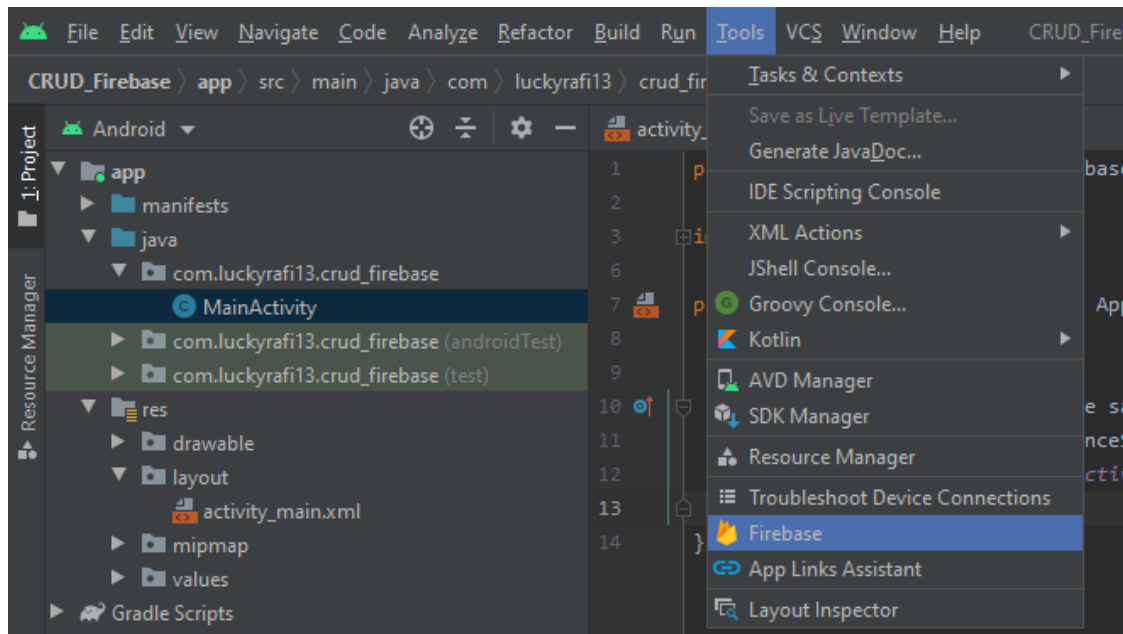 File Edit View Navigate Code Analyze Refactor Build Run Tools VCS Window Help CRUD_Fire
CRUD_Firebase 〉 app 〉 src 〉 main 〉 java 〉 com 〉 luckyrafi13 〉 crud_fir
1: Project
Resource Manager
Android
app
manifests
java
com.luckyrafi13.crud_firebase
MainActivity
com.luckyrafi13.crud_firebase (androidTest)
com.luckyrafi13.crud_firebase (test)
res
drawable
layout
activity_main.xml
mipmap
values
Gradle Scripts
activity_
1 p base
2
3 i
6
7 p App
8
9
10 e sa
11 nceS
12 ctiv
13
14 }
Tasks & Contexts
Save as Live Template...
Generate JavaDoc...
IDE Scripting Console
XML Actions
JShell Console...
G Groovy Console...
Kotlin
AVD Manager
SDK Manager
Resource Manager
Troubleshoot Device Connections
Firebase
App Links Assistant
Layout Inspector